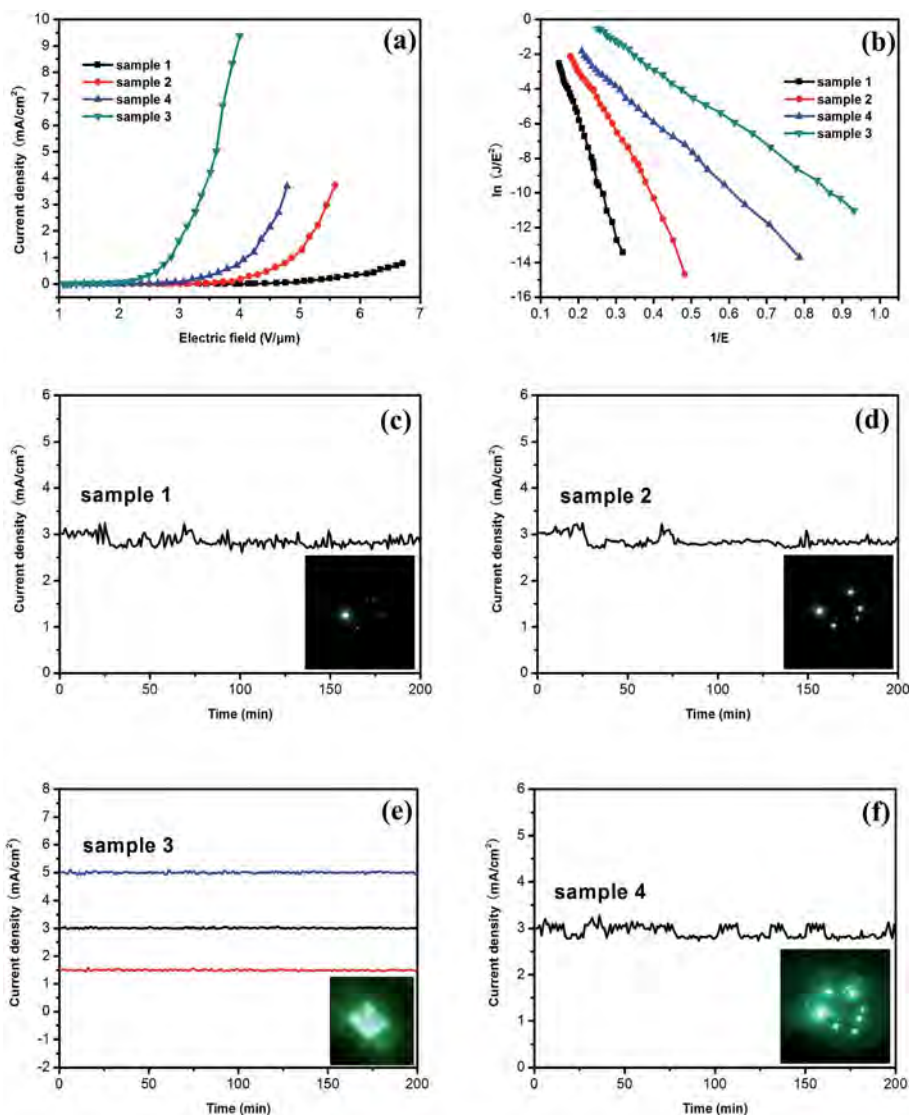 (a)
sample 1
sample 2
sample 4
sample 3
Current density (mA/cm²)
10
9
8
7
6
5
4
3
2
1
0
1 2 3 4 5 6 7
Electric field (V/μm)
(b)
sample 1
sample 2
sample 4
sample 3
ln (J/E²)
0
-2
-4
-6
-8
-10
-12
-14
-16
0.1 0.2 0.3 0.4 0.5 0.6 0.7 0.8 0.9 1.0
1/E
(c)
sample 1
Current density (mA/cm²)
6
5
4
3
2
1
0
0 50 100 150 200
Time (min)
(d)
sample 2
Current density (mA/cm²)
6
5
4
3
2
1
0
0 50 100 150 200
Time (min)
(e)
sample 3
Current density (mA/cm²)
8
7
6
5
4
3
2
1
0
-1
-2
0 50 100 150 200
Time (min)
(f)
sample 4
Current density (mA/cm²)
6
5
4
3
2
1
0
0 50 100 150 200
Time (min)